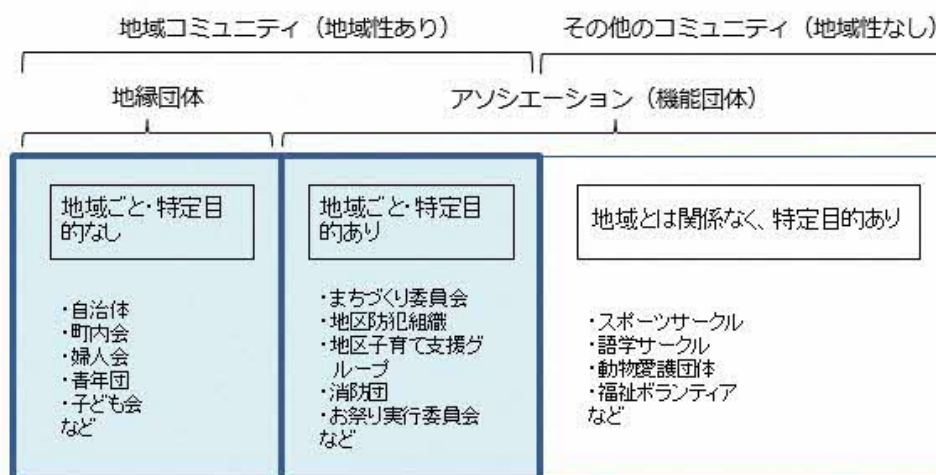 地域コミュニティ（地域性あり）
その他のコミュニティ（地域性なし）
地縁団体
アソシエーション（機能団体）
地域ごと・特定目
的なし
・自治体
・町内会
・婦人会
・青年団
・子ども会
など
地域ごと・特定目
的あり
・まちづくり委員会
・地区防犯組織
・地区子育て支援グ
ループ
・消防団
・お祭り実行委員会
など
地域とは関係なく、特定目的あり
・スポーツサークル
・語学サークル
・動物愛護団体
・福祉ボランティア
など